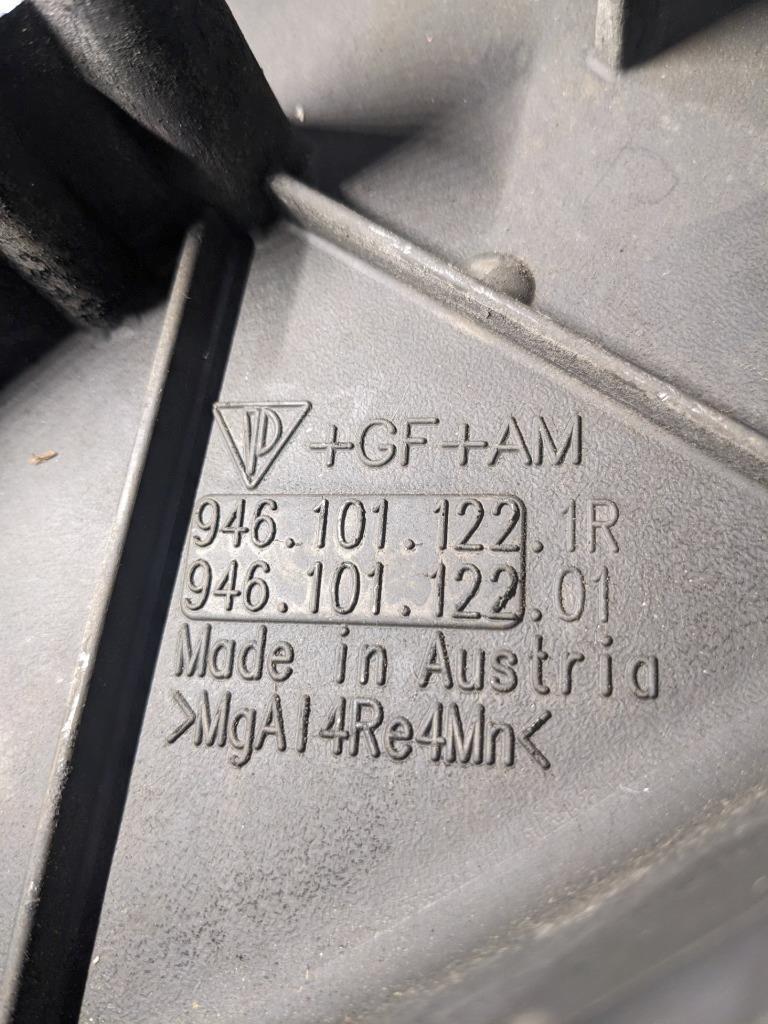 +GF+AM
946.101.122.1R
946.101.122.01
Made in Austria
>MgAl4Re4Mn<